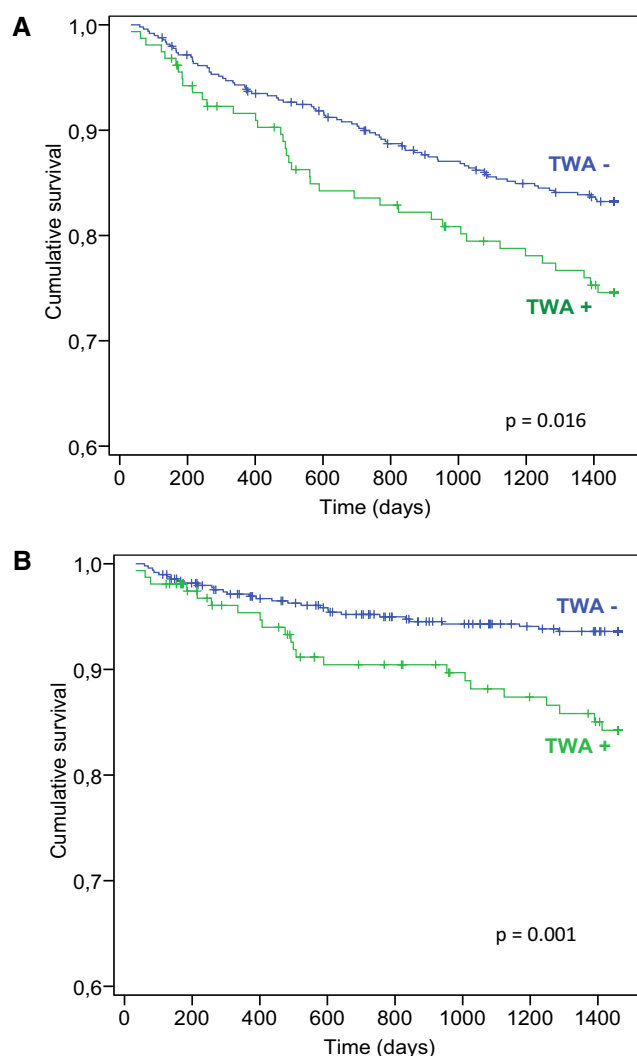 A
1,0
0,9
0,8
0,7
0,6
Cumulative survival
TWA -
TWA +
p = 0.016
0 200 400 600 800 1000 1200 1400
Time (days)
B
1,0
0,9
0,8
0,7
0,6
Cumulative survival
TWA -
TWA +
p = 0.001
0 200 400 600 800 1000 1200 1400
Time (days)